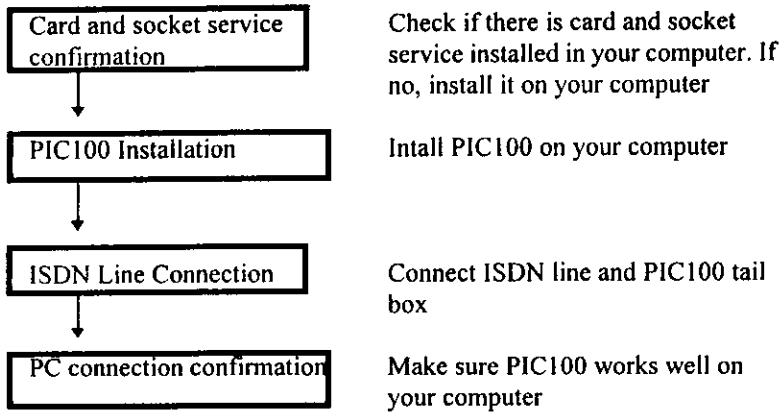 Card and socket service
confirmation
Check if there is card and socket
service installed in your computer. If
no, install it on your computer
PIC100 Installation
Intall PIC100 on your computer
ISDN Line Connection
Connect ISDN line and PIC100 tail
box
PC connection confirmation
Make sure PIC100 works well on
your computer